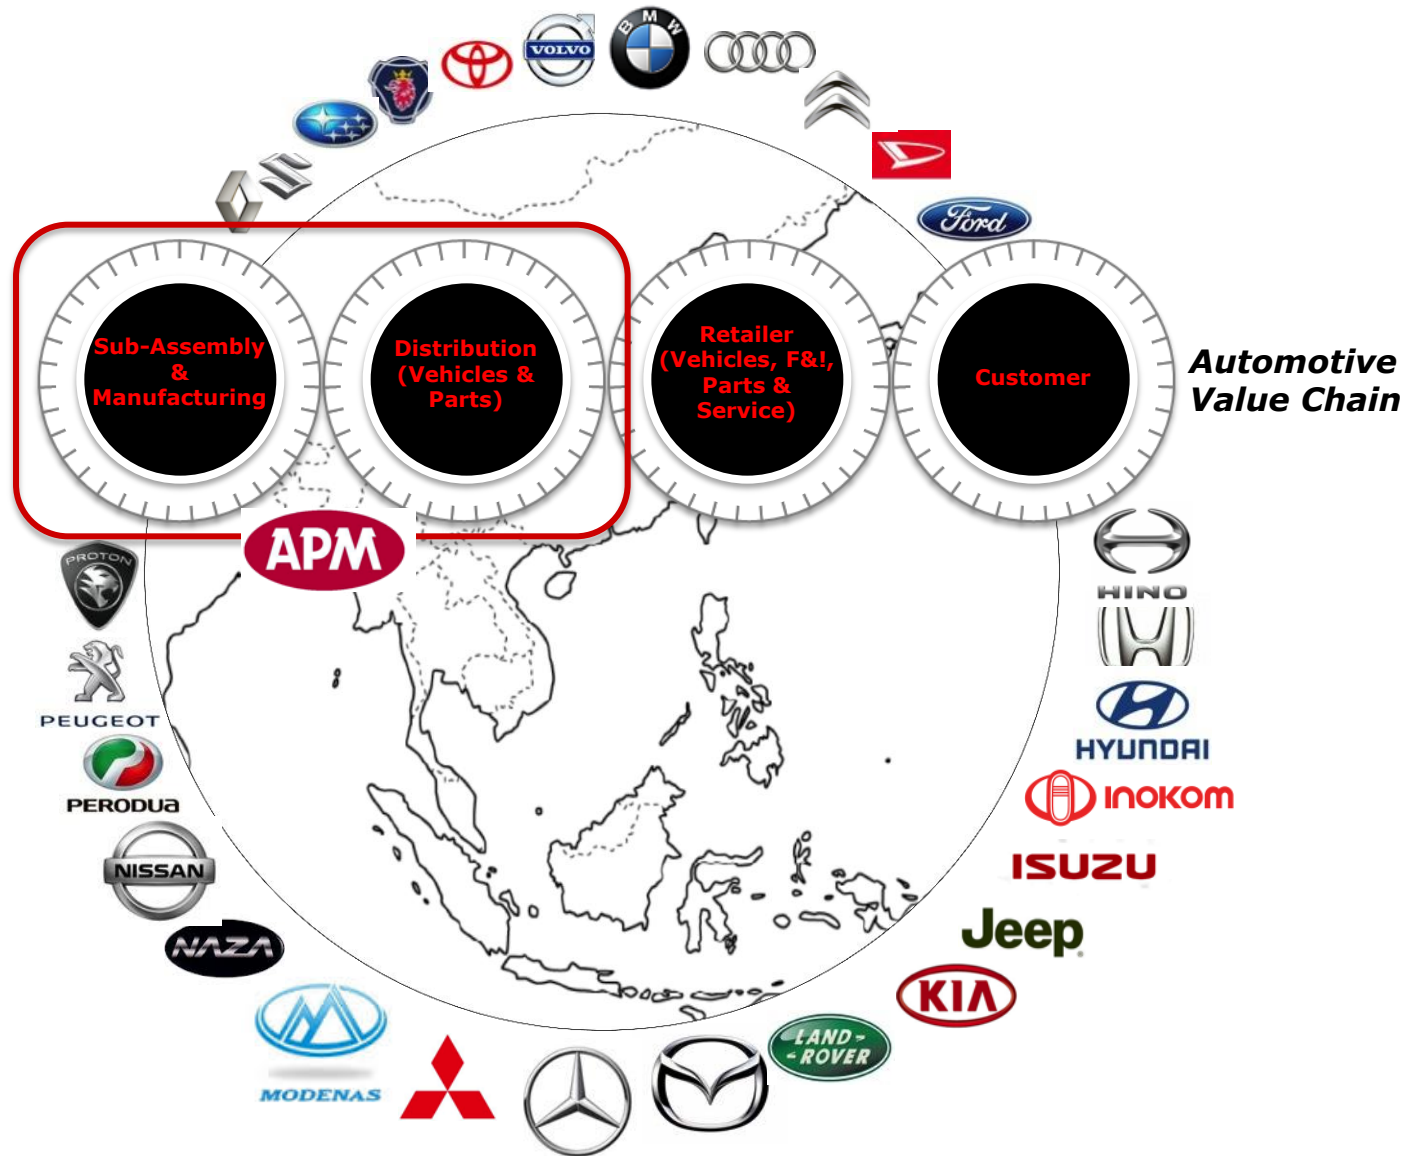 BMW
VOLVO
Ford
Sub-Assembly
&
Manufacturing
Distribution
(Vehicles &
Parts)
Retailer
(Vehicles, F&!,
Parts &
Service)
Customer
Automotive
Value Chain
APM
PROTON
HINO
PEUGEOT
HYUNDAI
PERODUA
INOKOM
NISSAN
ISUZU
NAZA
Jeep
KIA
LAND
ROVER
MODENAS